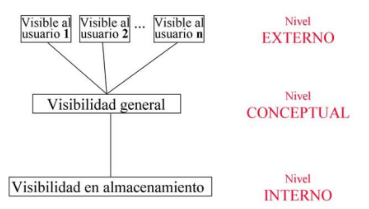 Visible al
usuario 1
Visible al
usuario 2
...
Visible al
usuario n
Nivel
EXTERNO
Visibilidad general
Nivel
CONCEPTUAL
Visibilidad en almacenamiento
Nivel
INTERNO